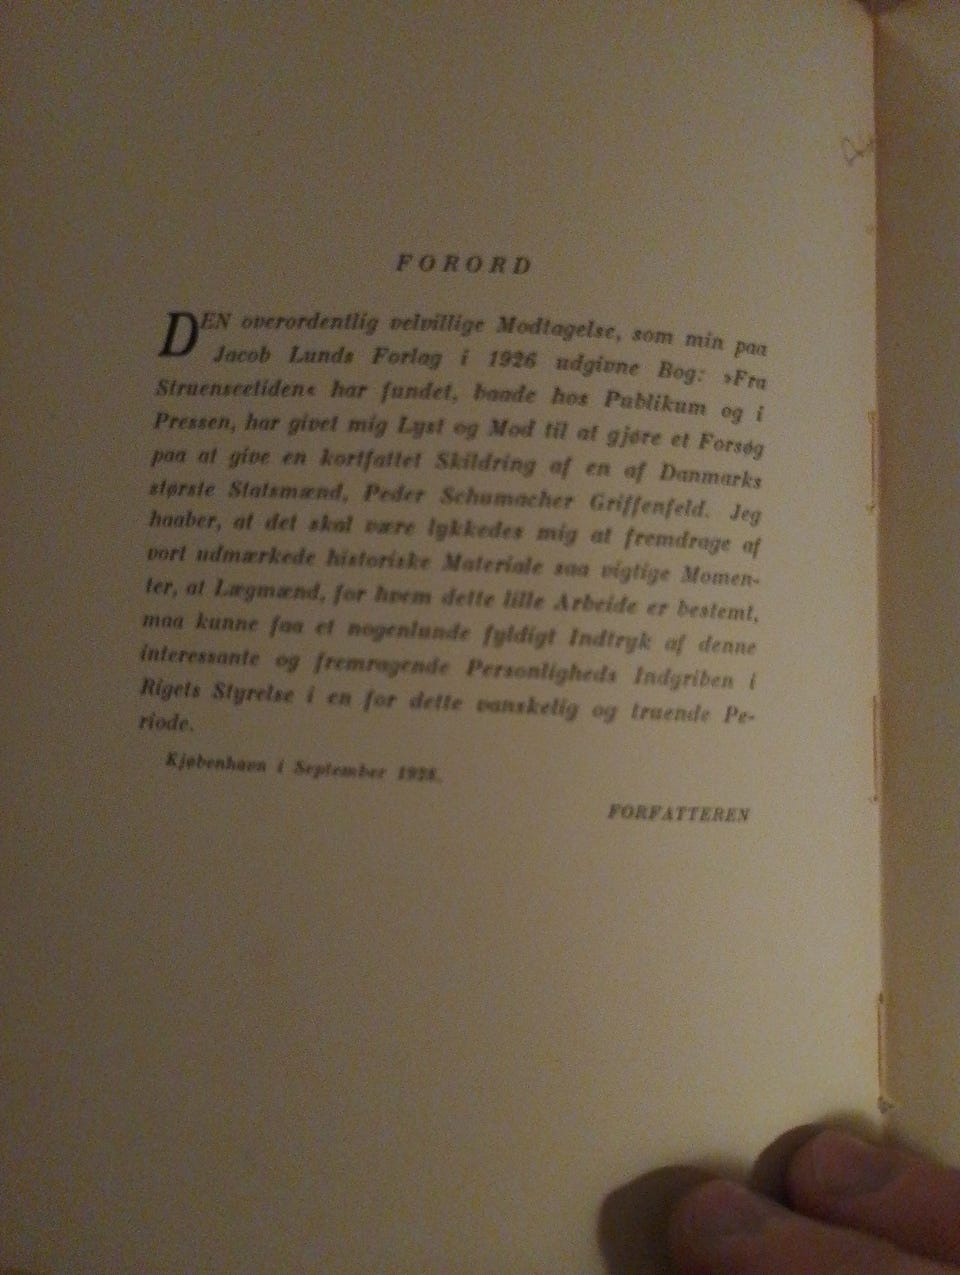 FORORD
DEN overordentlig velvillige Modtagelse, som min paa
Jacob Lunds Forlag i 1926 udgivne Bog: »Fra
Struenseetiden« har fundet, baade hos Publikum og i
Pressen, har givet mig Lyst og Mod til at gjøre et Forsøg
paa at give en kortfattet Skildring af en af Danmarks
største Statsmænd, Peder Schumacher Griffenfeld. Jeg
haaber, at det skal være lykkedes mig at fremdrage af
vort udmærkede historiske Materiale saa vigtige Momen-
ter, at Lægmænd, for hvem dette lille Arbeide er bestemt,
maa kunne faa et nogenlunde fyldigt Indtryk af denne
interessante og fremragende Personligheds Indgriben i
Rigets Styrelse i en for dette vanskelig og truende Pe-
riode.
Kjøbenhavn i September 1928.
FORFATTEREN